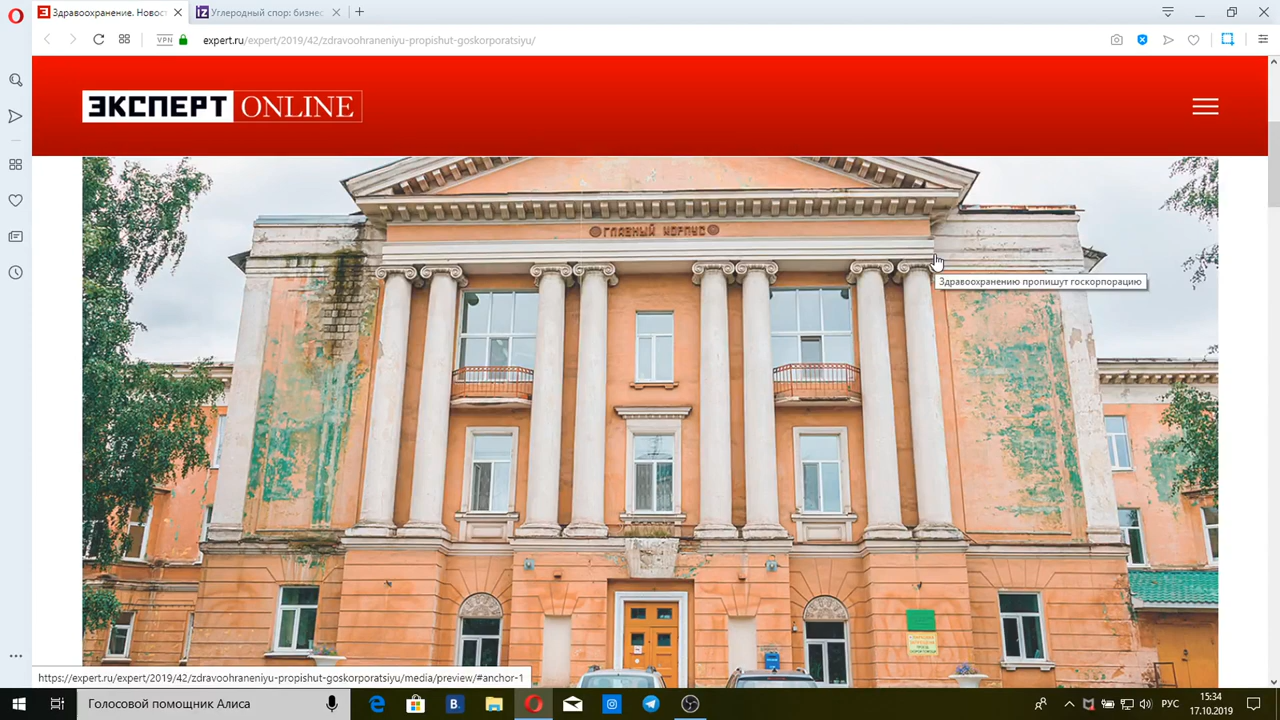 Здравоохранение. Новос
Углеродный спор: бизнес
VPN
expert.ru/expert/2019/42/zdravoohraneniyu-propishut-goskorporatsiyu/
ЭКСПЕРТ ONLINE
ГЛАВНЫЙ КОРПУС
Здравоохранению пропишут госкорпорацию
https://expert.ru/expert/2019/42/zdravoohraneniyu-propishut-goskorporatsiyu/media/preview/#anchor-1
Голосовой помощник Алиса
РУС
15:34
17.10.2019